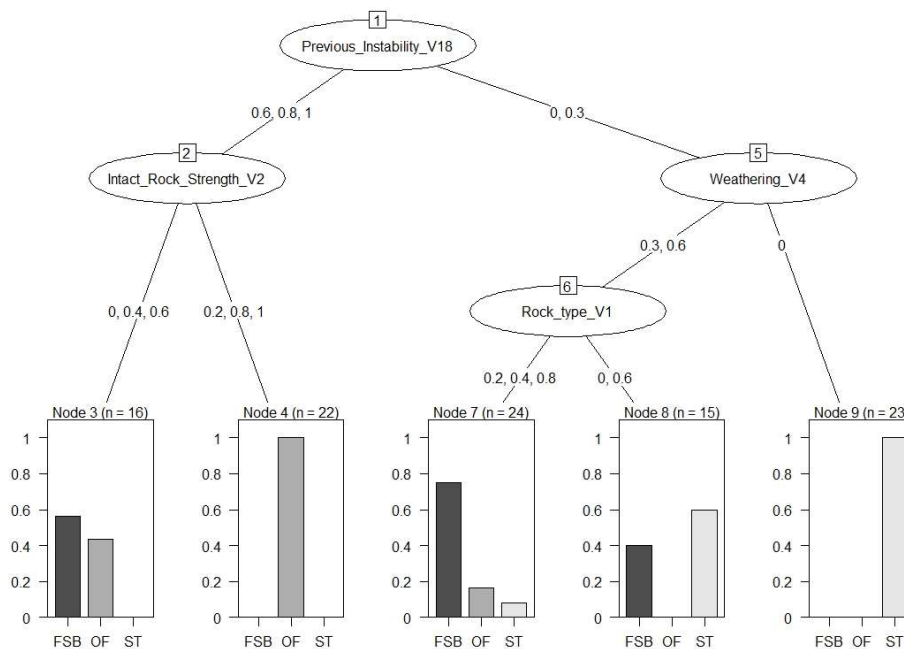 1
Previous_Instability_V18
0.6, 0.8, 1
0, 0.3
2
Intact_Rock_Strength_V2
5
Weathering_V4
0.3, 0.6
0
6
Rock_type_V1
0, 0.4, 0.6
0.2, 0.8, 1
0.2, 0.4, 0.8
0, 0.6
Node 3 (n = 16)
1
0.8
0.6
0.4
0.2
0
FSB OF ST
Node 4 (n = 22)
1
0.8
0.6
0.4
0.2
0
FSB OF ST
Node 7 (n = 24)
1
0.8
0.6
0.4
0.2
0
FSB OF ST
Node 8 (n = 15)
1
0.8
0.6
0.4
0.2
0
FSB OF ST
Node 9 (n = 23)
1
0.8
0.6
0.4
0.2
0
FSB OF ST